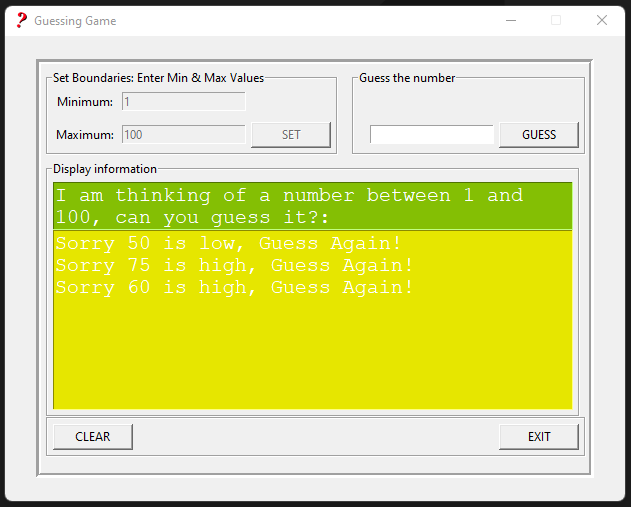 Guessing Game
Set Boundaries: Enter Min & Max Values
Minimum: 1
Maximum: 100 SET
Guess the number
GUESS
Display information
I am thinking of a number between 1 and
100, can you guess it?:
Sorry 50 is low, Guess Again!
Sorry 75 is high, Guess Again!
Sorry 60 is high, Guess Again!
CLEAR
EXIT